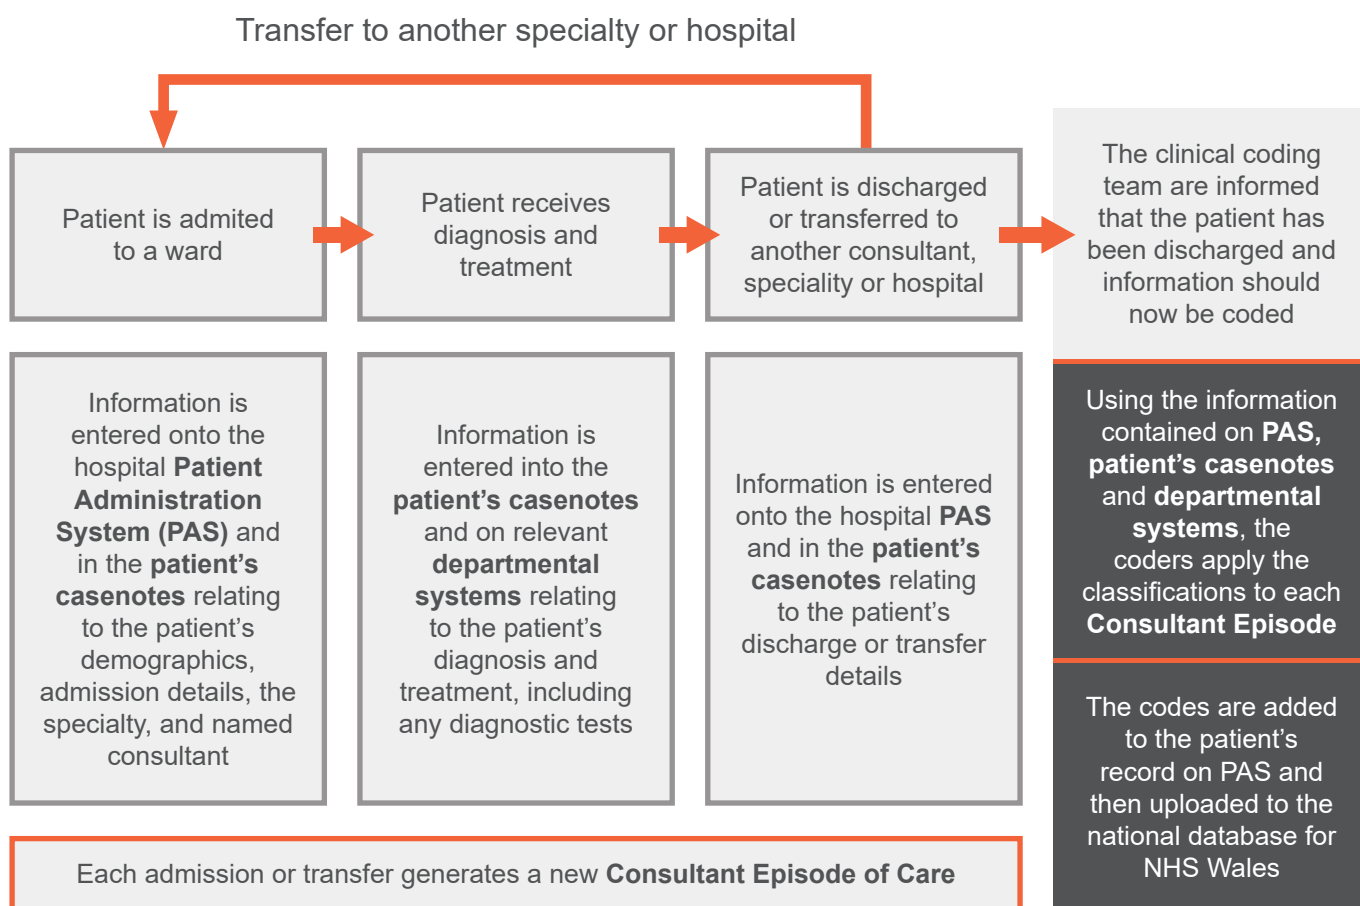 Transfer to another specialty or hospital
Patient is admited
to a ward
Patient receives
diagnosis and
treatment
Patient is discharged
or transferred to
another consultant,
speciality or hospital
The clinical coding
team are informed
that the patient has
been discharged and
information should
now be coded
Information is
entered onto the
hospital Patient
Administration
System (PAS) and
in the patient’s
casenotes relating
to the patient’s
demographics,
admission details, the
specialty, and named
consultant
Information is
entered into the
patient’s casenotes
and on relevant
departmental
systems relating
to the patient’s
diagnosis and
treatment, including
any diagnostic tests
Information is entered
onto the hospital PAS
and in the patient’s
casenotes relating
to the patient’s
discharge or transfer
details
Using the information
contained on PAS,
patient’s casenotes
and departmental
systems, the
coders apply the
classifications to each
Consultant Episode
The codes are added
to the patient’s
record on PAS and
then uploaded to the
national database for
NHS Wales
Each admission or transfer generates a new Consultant Episode of Care